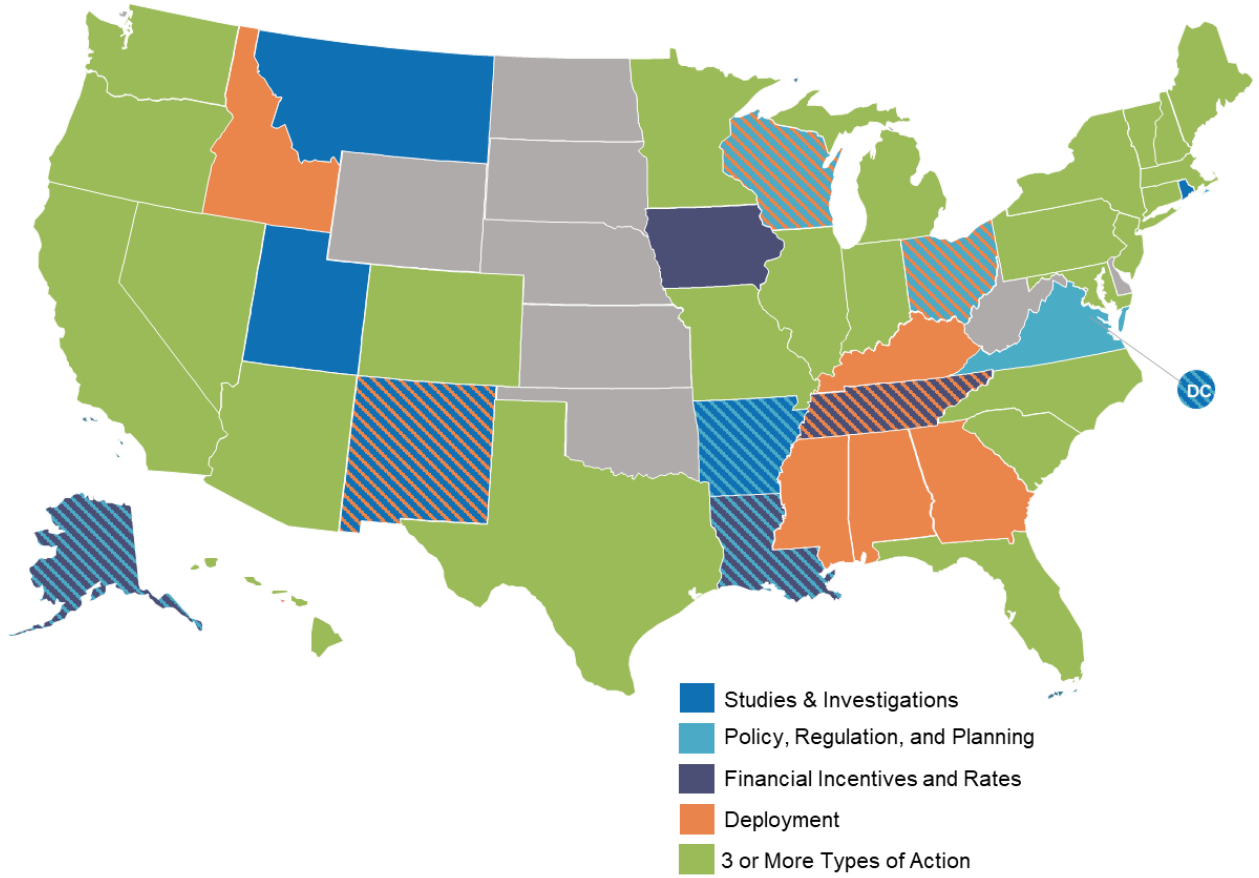 DC
Studies & Investigations
Policy, Regulation, and Planning
Financial Incentives and Rates
Deployment
3 or More Types of Action